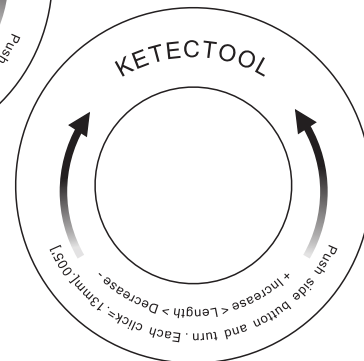 Push
KETECTOOL
+ Increase < Length > Decrease -
Push side button and turn . Each click=.13mm[.005']